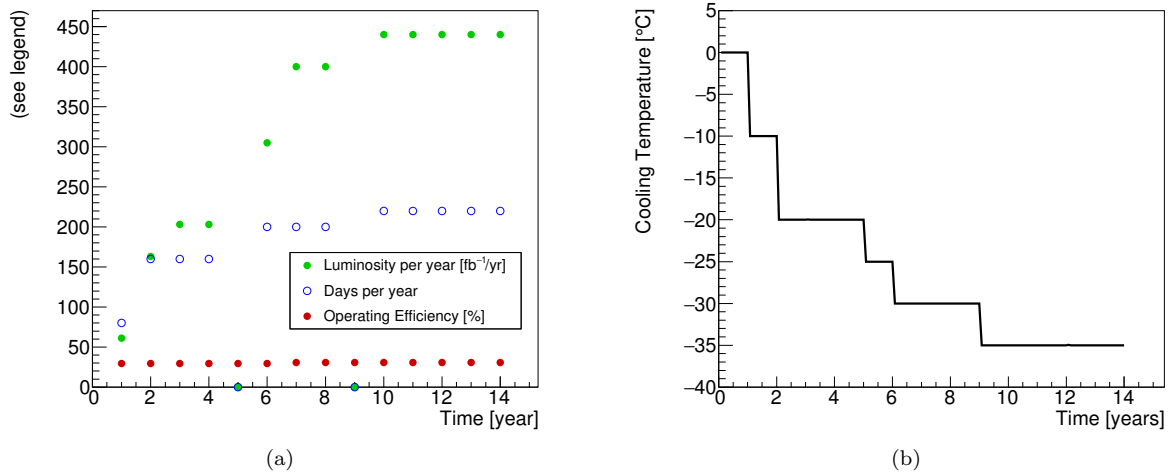 (see legend)
450
400
350
300
250
200
150
100
50
0
0 2 4 6 8 10 12 14
Time [year]
Luminosity per year [fb⁻¹/yr]
Days per year
Operating Efficiency [%]
(a)
Cooling Temperature [°C]
5
0
−5
−10
−15
−20
−25
−30
−35
−40
0 2 4 6 8 10 12 14
Time [years]
(b)